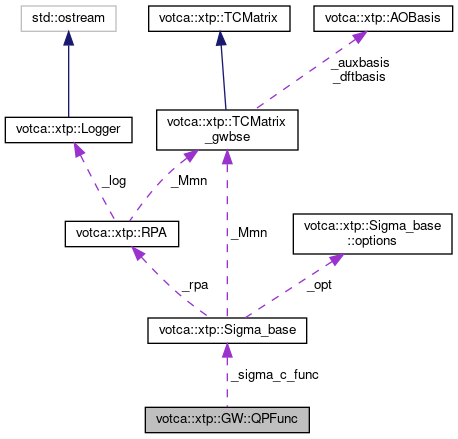 std::ostream
votca::xtp::TCMatrix
votca::xtp::AOBasis
_auxbasis
_dftbasis
votca::xtp::Logger
votca::xtp::TCMatrix
_gwbse
_log
_Mmn
votca::xtp::RPA
_Mmn
votca::xtp::Sigma_base
::options
_rpa
_opt
votca::xtp::Sigma_base
_sigma_c_func
votca::xtp::GW::QPFunc